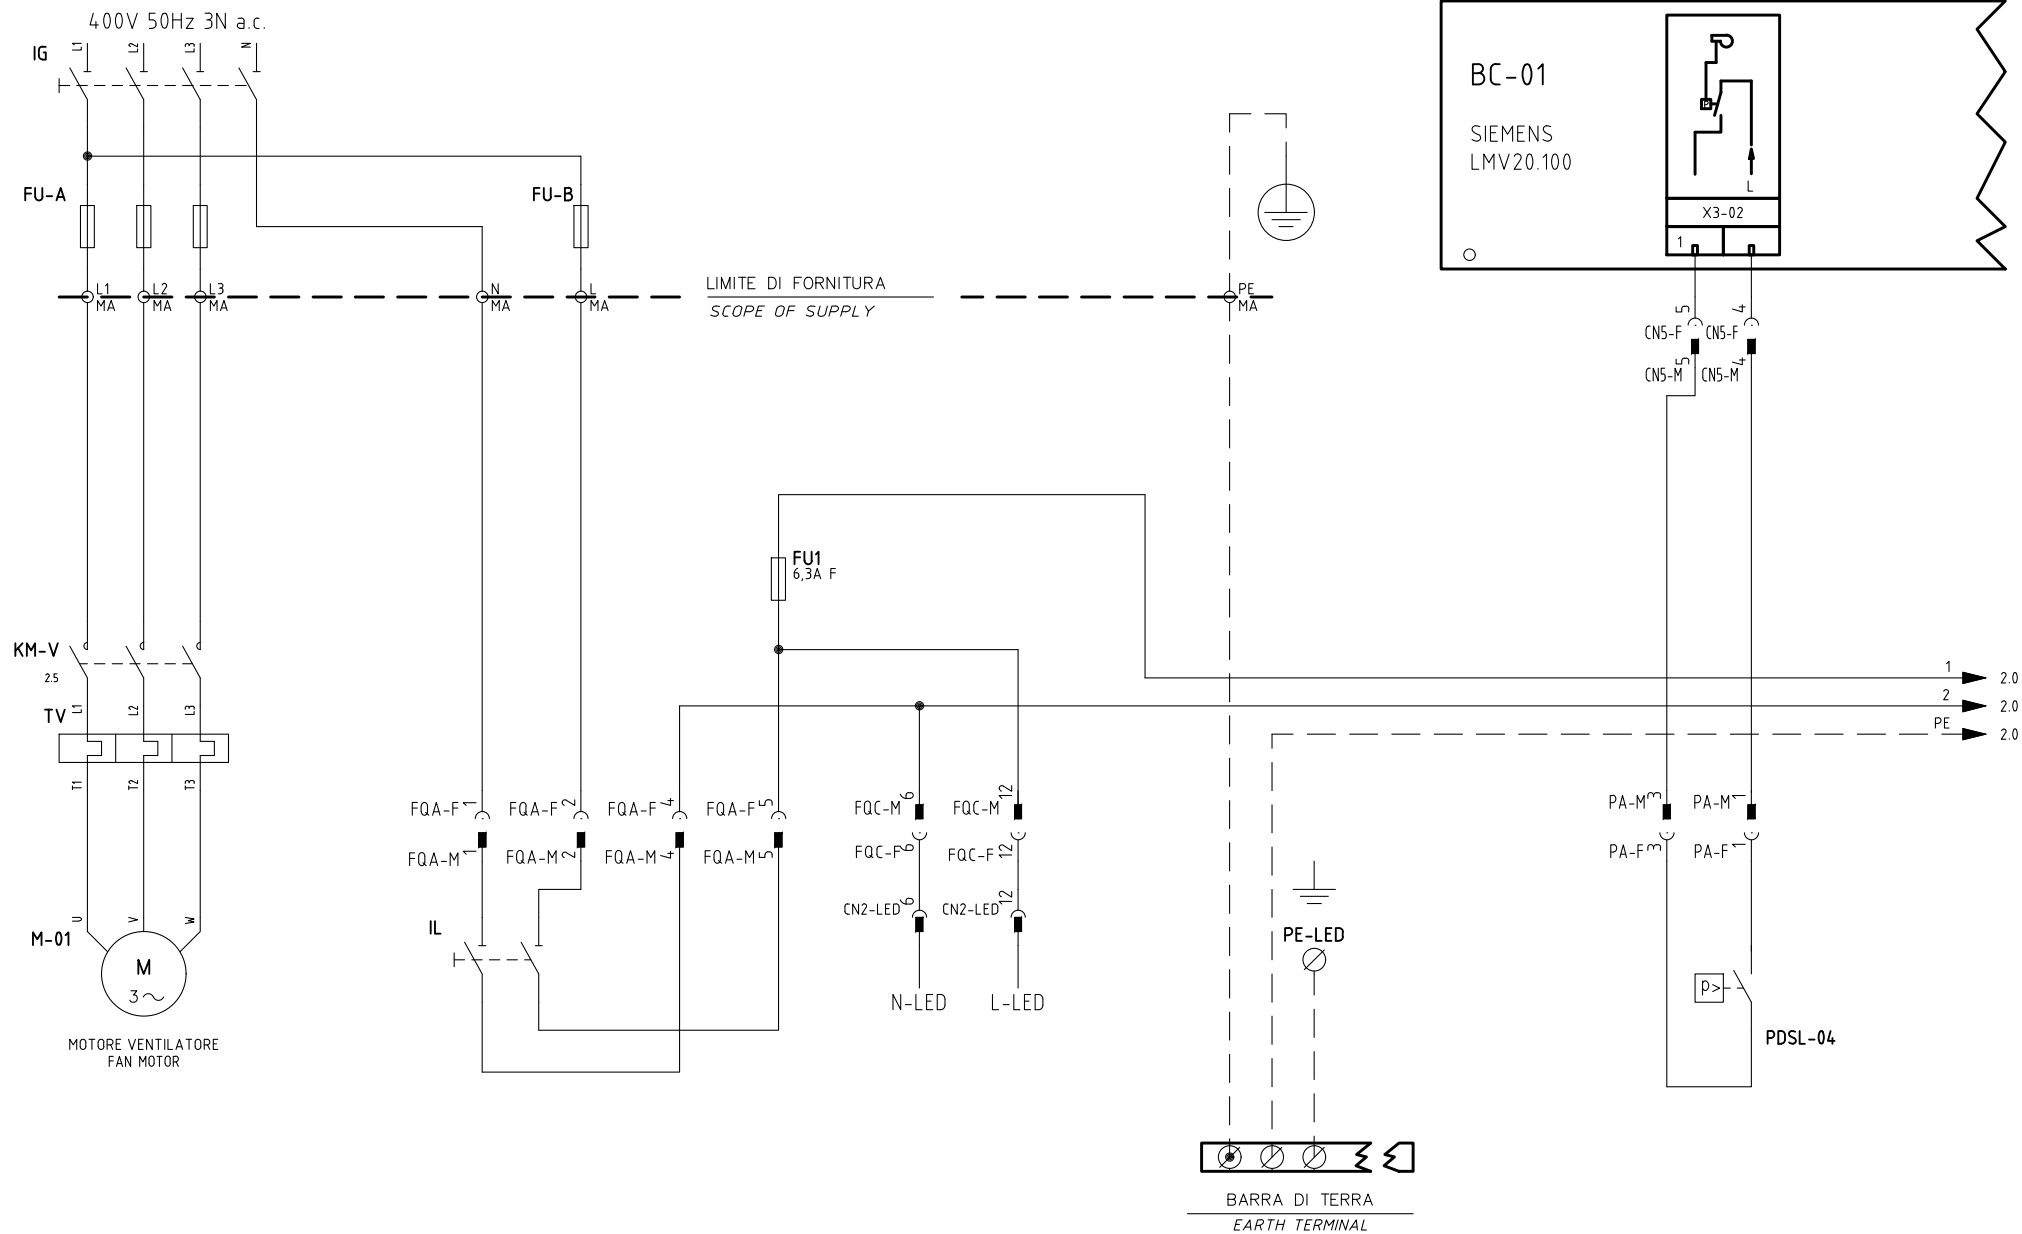 400V 50Hz 3N a.c.
IG
L1
L2
L3
N
FU-A
FU-B
L1
MA
L2
MA
L3
MA
N
MA
L
MA
LIMITE DI FORNITURA
SCOPE OF SUPPLY
PE
MA
BC-01
SIEMENS
LMV20.100
P
L
X3-02
1
5
4
CN5-F
CN5-F
5
4
CN5-M
CN5-M
FU1
6,3A F
KM-V
2.5
TV
L1
L2
L3
T1
T2
T3
U
V
W
M-01
M
3~
MOTORE VENTILATORE
FAN MOTOR
1
2.0
2
2.0
PE
2.0
FQA-F 1
FQA-F 2
FQA-F 4
FQA-F 5
FQA-M 1
FQA-M 2
FQA-M 4
FQA-M 5
FQC-M 6
FQC-M 12
FQC-F 6
FQC-F 12
CN2-LED 6
CN2-LED 12
N-LED
L-LED
IL
PE-LED
PA-M 3
PA-M 1
PA-F 3
PA-F 1
P>
PDSL-04
BARRA DI TERRA
EARTH TERMINAL